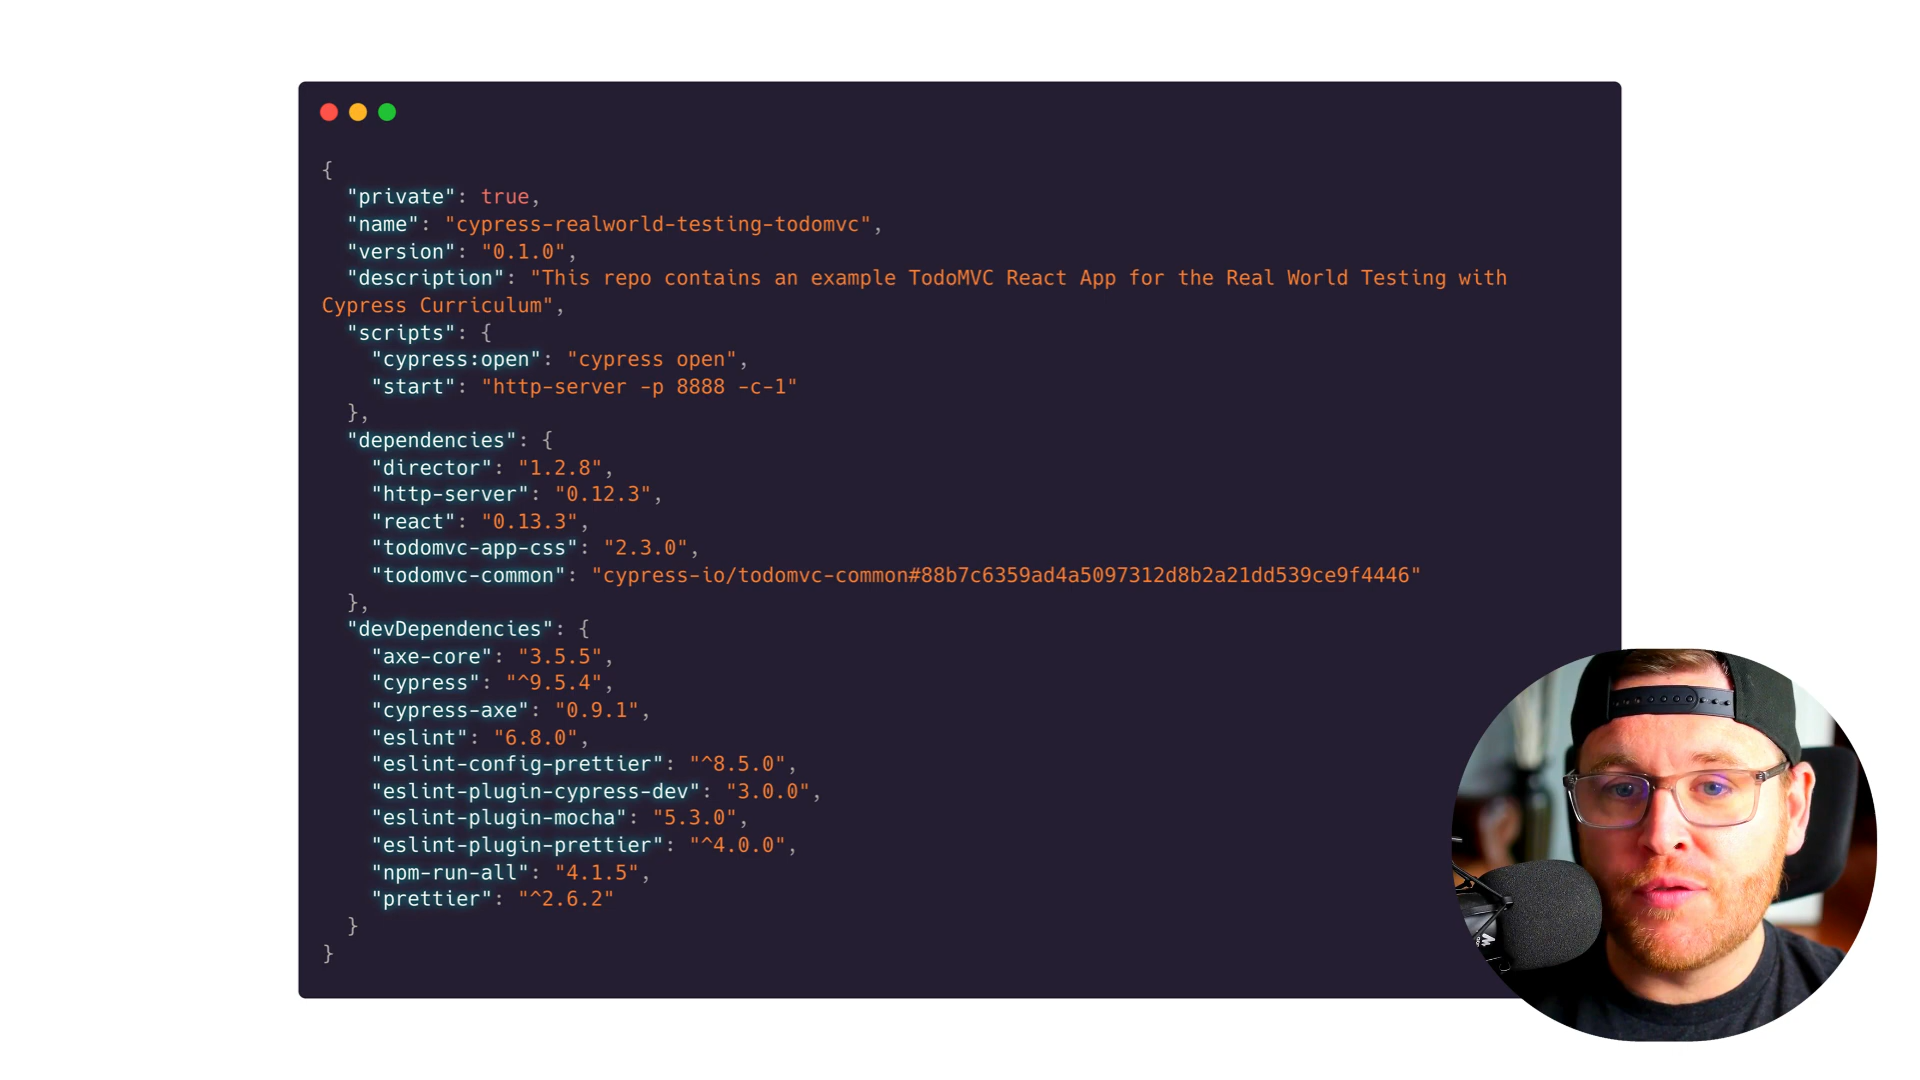 {
"private": true,
"name": "cypress-realworld-testing-todomvc",
"version": "0.1.0",
"description": "This repo contains an example TodoMVC React App for the Real World Testing with
Cypress Curriculum",
"scripts": {
"cypress:open": "cypress open",
"start": "http-server -p 8888 -c-1"
},
"dependencies": {
"director": "1.2.8",
"http-server": "0.12.3",
"react": "0.13.3",
"todomvc-app-css": "2.3.0",
"todomvc-common": "cypress-io/todomvc-common#88b7c6359ad4a5097312d8b2a21dd539ce9f4446"
},
"devDependencies": {
"axe-core": "3.5.5",
"cypress": "^9.5.4",
"cypress-axe": "0.9.1",
"eslint": "6.8.0",
"eslint-config-prettier": "^8.5.0",
"eslint-plugin-cypress-dev": "3.0.0",
"eslint-plugin-mocha": "5.3.0",
"eslint-plugin-prettier": "^4.0.0",
"npm-run-all": "4.1.5",
"prettier": "^2.6.2"
}
}